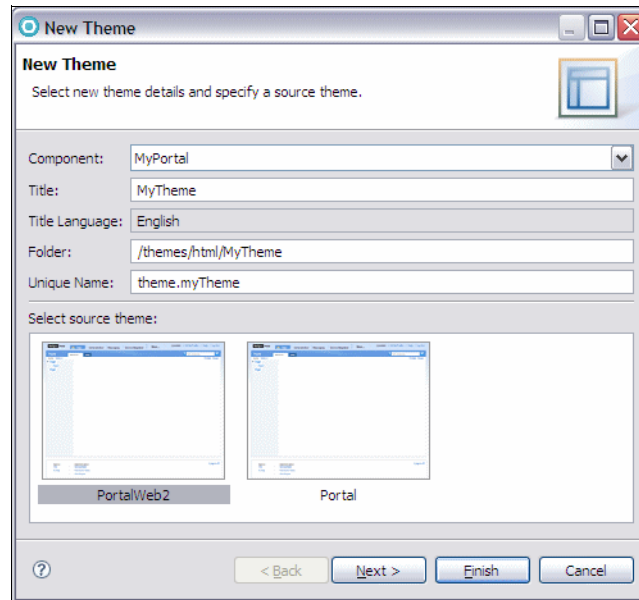 New Theme
New Theme
Select new theme details and specify a source theme.
Component: MyPortal
Title: MyTheme
Title Language: English
Folder: /themes/html/MyTheme
Unique Name: theme.myTheme
Select source theme:
PortalWeb2 Portal
? < Back Next > Finish Cancel